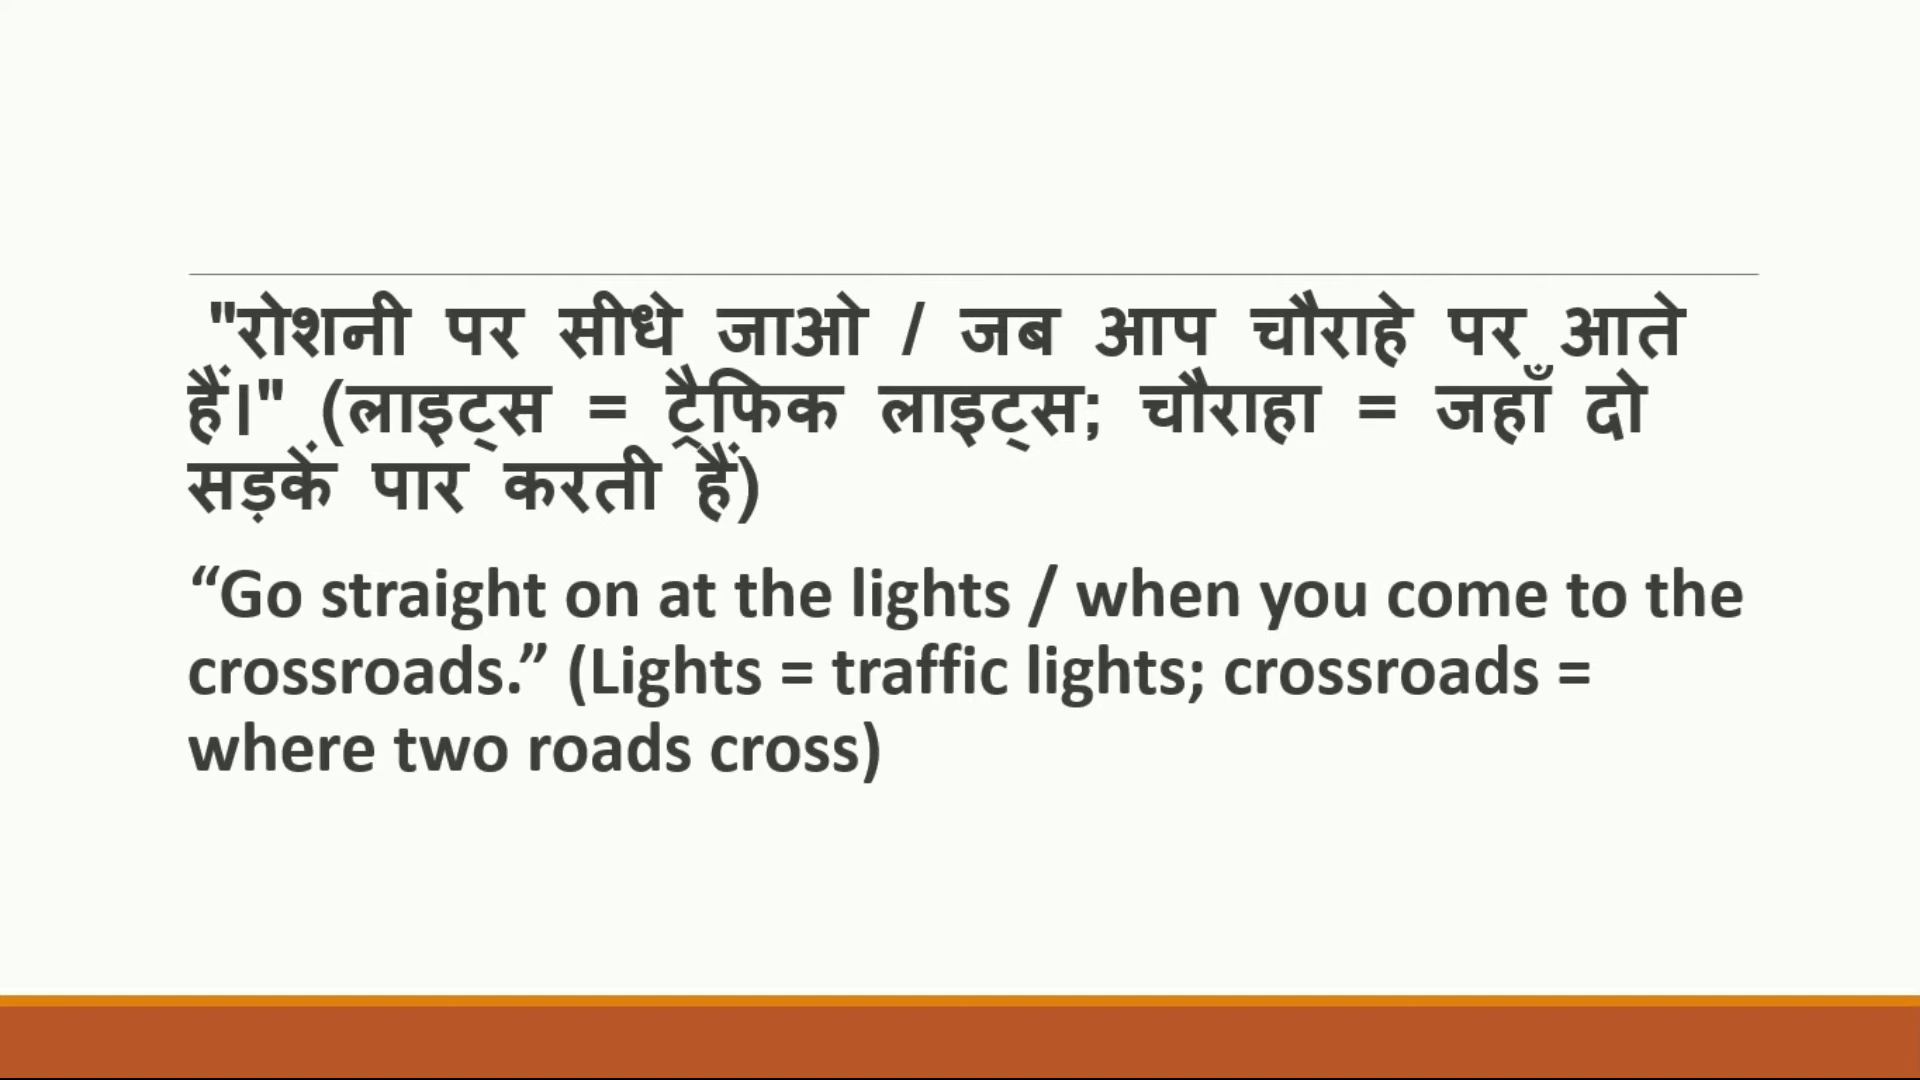 "रोशनी पर सीधे जाओ / जब आप चौराहे पर आते
हैं।" (लाइट्स = ट्रैफिक लाइट्स; चौराहा = जहाँ दो
सड़कें पार करती हैं)
“Go straight on at the lights / when you come to the
crossroads.” (Lights = traffic lights; crossroads =
where two roads cross)